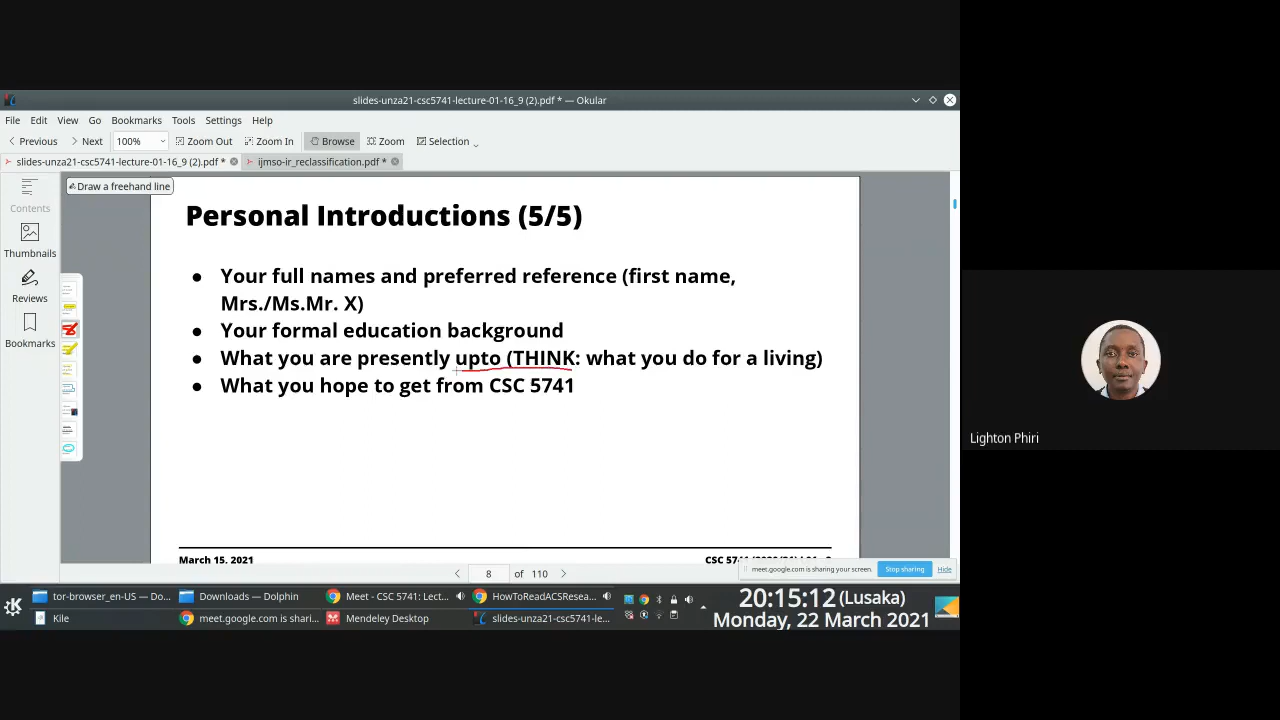 slides-unza21-csc5741-lecture-01-16_9 (2).pdf * — Okular
File Edit View Go Bookmarks Tools Settings Help
Previous Next 100% Zoom Out Zoom In Browse Zoom Selection
slides-unza21-csc5741-lecture-01-16_9 (2).pdf * ijmso-ir_reclassification.pdf *
Contents
Thumbnails
Reviews
Bookmarks
Draw a freehand line
Personal Introductions (5/5)
● Your full names and preferred reference (first name,
Mrs./Ms.Mr. X)
● Your formal education background
● What you are presently upto (THINK: what you do for a living)
● What you hope to get from CSC 5741
March 15, 2021
meet.google.com is sharing your screen. Stop sharing Hide
8 of 110
tor-browser_en-US — Do... Downloads — Dolphin Meet - CSC 5741: Lect... HowToReadACSResea...
Kile meet.google.com is shari... Mendeley Desktop slides-unza21-csc5741-le...
20:15:12 (Lusaka)
Monday, 22 March 2021
Lighton Phiri